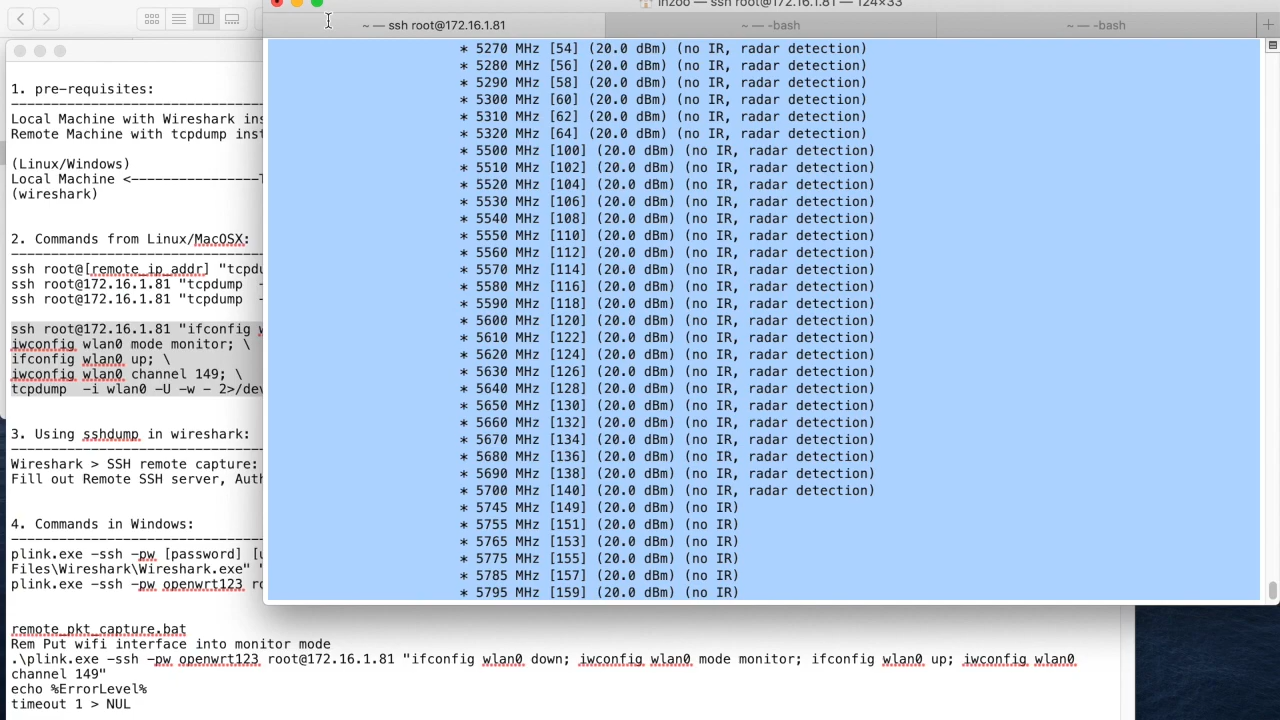 inzoo — ssh root@172.16.1.81 — 124×33
~ — ssh root@172.16.1.81
~ — -bash
~ — -bash
* 5270 MHz [54] (20.0 dBm) (no IR, radar detection)
* 5280 MHz [56] (20.0 dBm) (no IR, radar detection)
* 5290 MHz [58] (20.0 dBm) (no IR, radar detection)
* 5300 MHz [60] (20.0 dBm) (no IR, radar detection)
* 5310 MHz [62] (20.0 dBm) (no IR, radar detection)
* 5320 MHz [64] (20.0 dBm) (no IR, radar detection)
* 5500 MHz [100] (20.0 dBm) (no IR, radar detection)
* 5510 MHz [102] (20.0 dBm) (no IR, radar detection)
* 5520 MHz [104] (20.0 dBm) (no IR, radar detection)
* 5530 MHz [106] (20.0 dBm) (no IR, radar detection)
* 5540 MHz [108] (20.0 dBm) (no IR, radar detection)
* 5550 MHz [110] (20.0 dBm) (no IR, radar detection)
* 5560 MHz [112] (20.0 dBm) (no IR, radar detection)
* 5570 MHz [114] (20.0 dBm) (no IR, radar detection)
* 5580 MHz [116] (20.0 dBm) (no IR, radar detection)
* 5590 MHz [118] (20.0 dBm) (no IR, radar detection)
* 5600 MHz [120] (20.0 dBm) (no IR, radar detection)
* 5610 MHz [122] (20.0 dBm) (no IR, radar detection)
* 5620 MHz [124] (20.0 dBm) (no IR, radar detection)
* 5630 MHz [126] (20.0 dBm) (no IR, radar detection)
* 5640 MHz [128] (20.0 dBm) (no IR, radar detection)
* 5650 MHz [130] (20.0 dBm) (no IR, radar detection)
* 5660 MHz [132] (20.0 dBm) (no IR, radar detection)
* 5670 MHz [134] (20.0 dBm) (no IR, radar detection)
* 5680 MHz [136] (20.0 dBm) (no IR, radar detection)
* 5690 MHz [138] (20.0 dBm) (no IR, radar detection)
* 5700 MHz [140] (20.0 dBm) (no IR, radar detection)
* 5745 MHz [149] (20.0 dBm) (no IR)
* 5755 MHz [151] (20.0 dBm) (no IR)
* 5765 MHz [153] (20.0 dBm) (no IR)
* 5775 MHz [155] (20.0 dBm) (no IR)
* 5785 MHz [157] (20.0 dBm) (no IR)
* 5795 MHz [159] (20.0 dBm) (no IR)
1. pre-requisites:
Local Machine with Wireshark ins
Remote Machine with tcpdump inst
(Linux/Windows)
Local Machine <----------------T
(wireshark)
2. Commands from Linux/MacOSX:
ssh root@[remote_ip_addr] "tcpdu
ssh root@172.16.1.81 "tcpdump -
ssh root@172.16.1.81 "tcpdump -
ssh root@172.16.1.81 "ifconfig w
iwconfig wlan0 mode monitor; \
ifconfig wlan0 up; \
iwconfig wlan0 channel 149; \
tcpdump -i wlan0 -U -w - 2>/dev
3. Using sshdump in wireshark:
Wireshark > SSH remote capture:
Fill out Remote SSH server, Auth
4. Commands in Windows:
plink.exe -ssh -pw [password] [u
Files\Wireshark\Wireshark.exe" "
plink.exe -ssh -pw openwrt123 ro
remote_pkt_capture.bat
Rem Put wifi interface into monitor mode
.\plink.exe -ssh -pw openwrt123 root@172.16.1.81 "ifconfig wlan0 down; iwconfig wlan0 mode monitor; ifconfig wlan0 up; iwconfig wlan0
channel 149"
echo %ErrorLevel%
timeout 1 > NUL